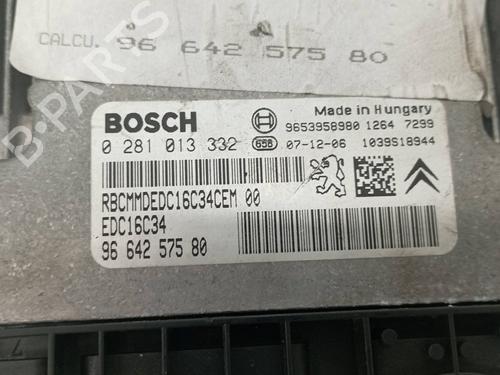 CALCU. 96 642 575 80
Made in Hungary
BOSCH
9653958980 1264 7299
0 281 013 332 656 07-12-06 1039S18944
RBCMMDEDC16C34CEM 00
EDC16C34
96 642 575 80
B-PARTS